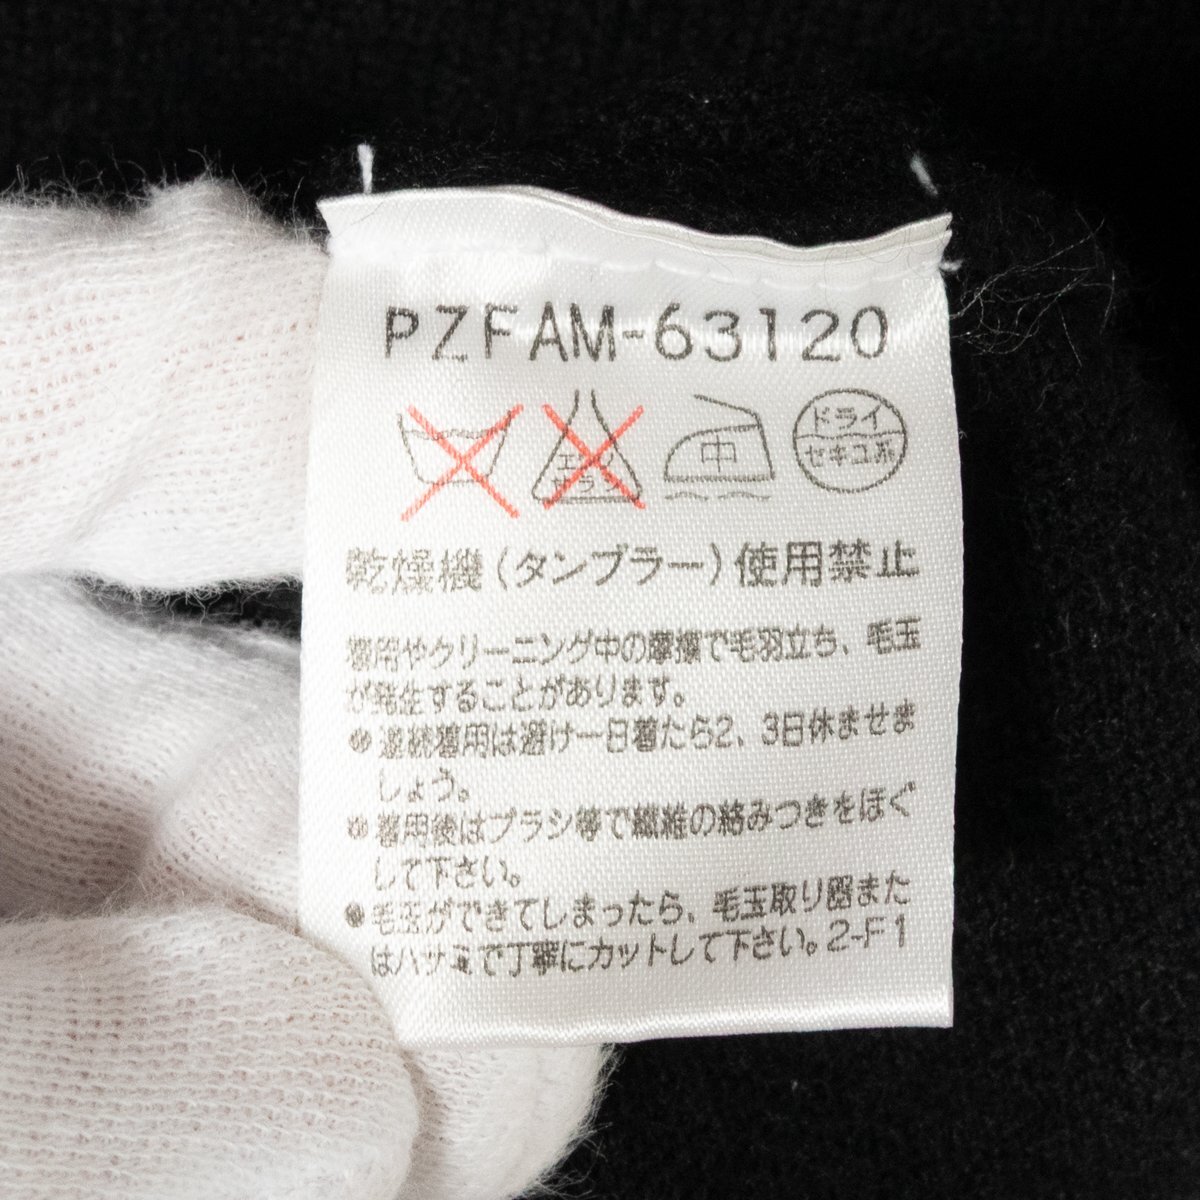 PZFAM-63120
エンソ サラシ 中 ドライ
セキユ系
乾燥機(タンブラー)使用禁止
着用やクリーニング中の摩擦で毛羽立ち、毛玉
が発生することがあります。
●連続着用は避け一日着たら2、3日休ませま
しょう。
●着用後はブラシ等で繊維の絡みつきをほぐ
して下さい。
●毛玉ができてしまったら、毛玉取り器また
はハサミで丁寧にカットして下さい。2-F1